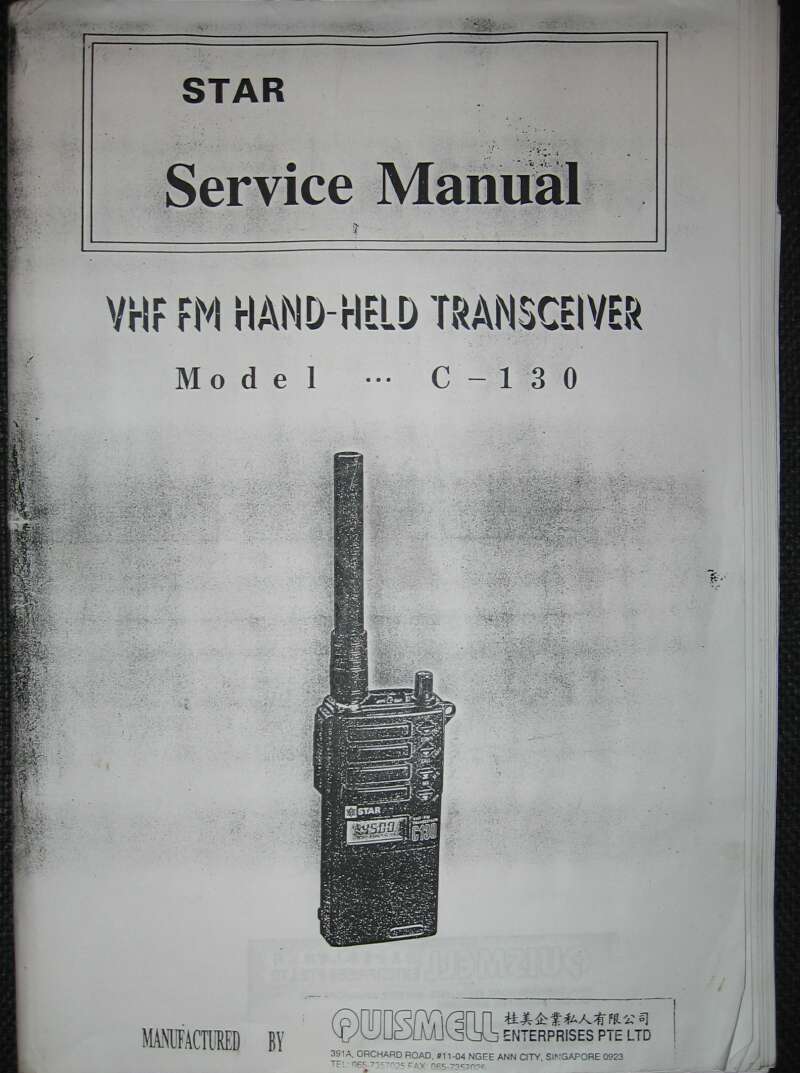 STAR
Service Manual
VHF FM HAND-HELD TRANSCEIVER
Model ... C-130
STAR
C130
MANUFACTURED BY
QUISMELL 桂美企業私人有限公司
ENTERPRISES PTE LTD
391A, ORCHARD ROAD, #11-04 NGEE ANN CITY, SINGAPORE 0923
TEL: 065-7357025 FAX: 065-7357026